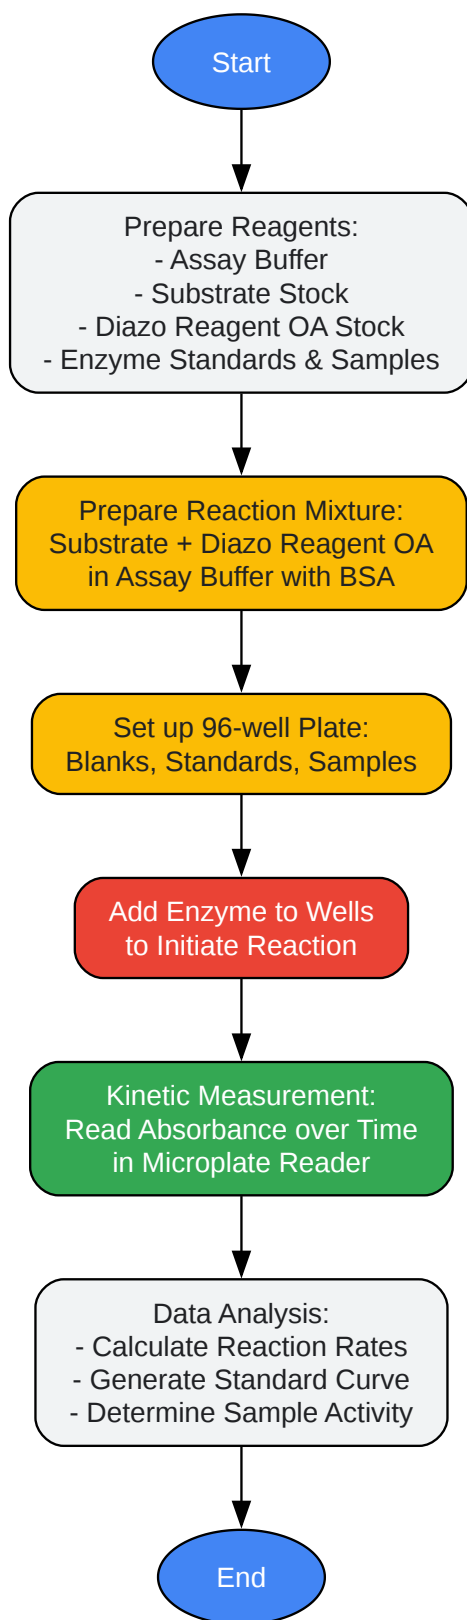 Start
Prepare Reagents:
- Assay Buffer
- Substrate Stock
- Diazo Reagent OA Stock
- Enzyme Standards & Samples
Prepare Reaction Mixture:
Substrate + Diazo Reagent OA
in Assay Buffer with BSA
Set up 96-well Plate:
Blanks, Standards, Samples
Add Enzyme to Wells
to Initiate Reaction
Kinetic Measurement:
Read Absorbance over Time
in Microplate Reader
Data Analysis:
- Calculate Reaction Rates
- Generate Standard Curve
- Determine Sample Activity
End